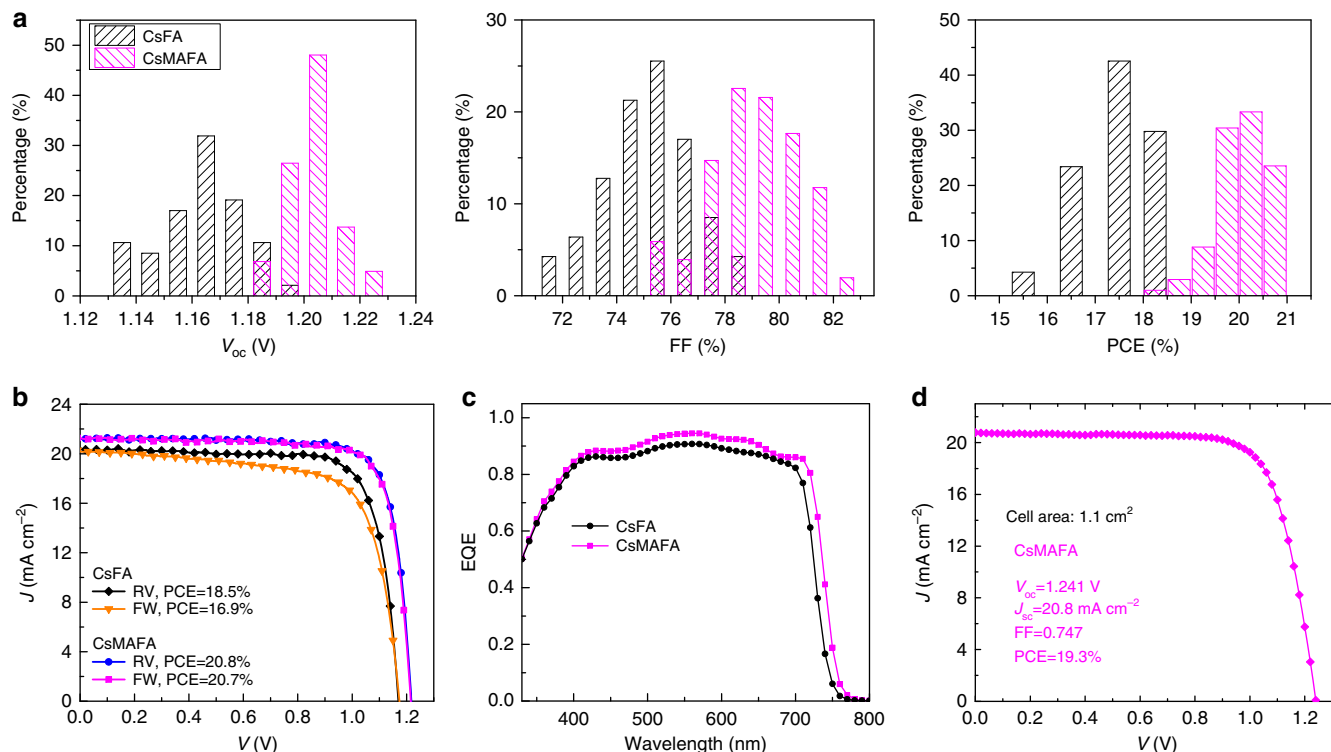 a
CsFA
CsMAFA
Percentage (%)
50
40
30
20
10
0
1.12
1.14
1.16
1.18
1.20
1.22
1.24
Voc (V)
Percentage (%)
30
20
10
0
72
74
76
78
80
82
FF (%)
Percentage (%)
50
40
30
20
10
0
15
16
17
18
19
20
21
PCE (%)
b
J (mA cm−2)
24
20
16
12
8
4
0
CsFA
RV, PCE=18.5%
FW, PCE=16.9%
CsMAFA
RV, PCE=20.8%
FW, PCE=20.7%
0.0
0.2
0.4
0.6
0.8
1.0
1.2
V (V)
c
EQE
1.0
0.8
0.6
0.4
0.2
0.0
CsFA
CsMAFA
400
500
600
700
800
Wavelength (nm)
d
J (mA cm−2)
20
15
10
5
0
Cell area: 1.1 cm2
CsMAFA
Voc=1.241 V
Jsc=20.8 mA cm−2
FF=0.747
PCE=19.3%
0.0
0.2
0.4
0.6
0.8
1.0
1.2
V (V)